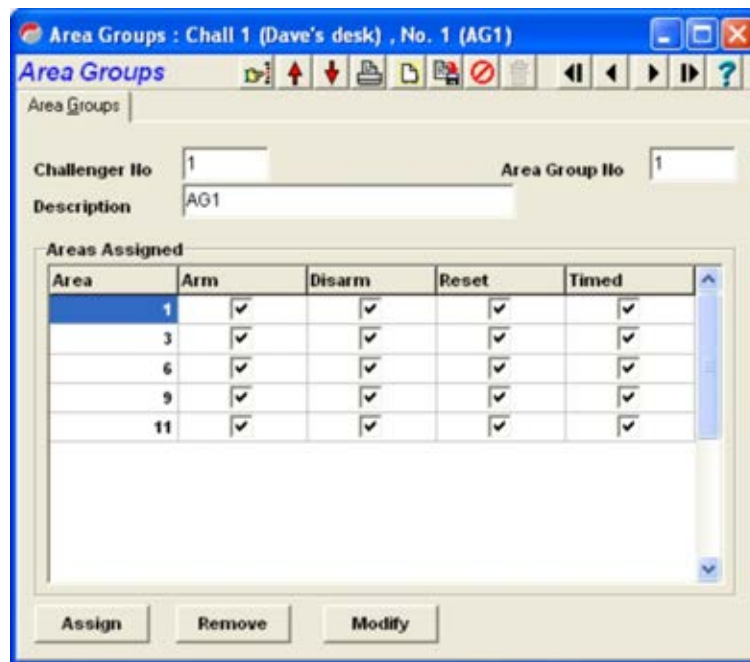 Area Groups : Chall 1 (Dave's desk) , No. 1 (AG1)
Area Groups ?
Area Groups
Challenger No 1 Area Group No 1
Description AG1
Areas Assigned
Area Arm Disarm Reset Timed
1
3
6
9
11
Assign Remove Modify